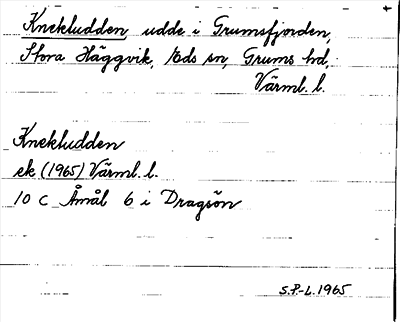 Knekludden udde i Grumsfjorden,
Stora Häggvik, Eds sn, Grums hd,
Värml. l.
Knekludden
ek (1965) Värml. l.
10 C Åmål 6 i Dragsön
S.P-L. 1965